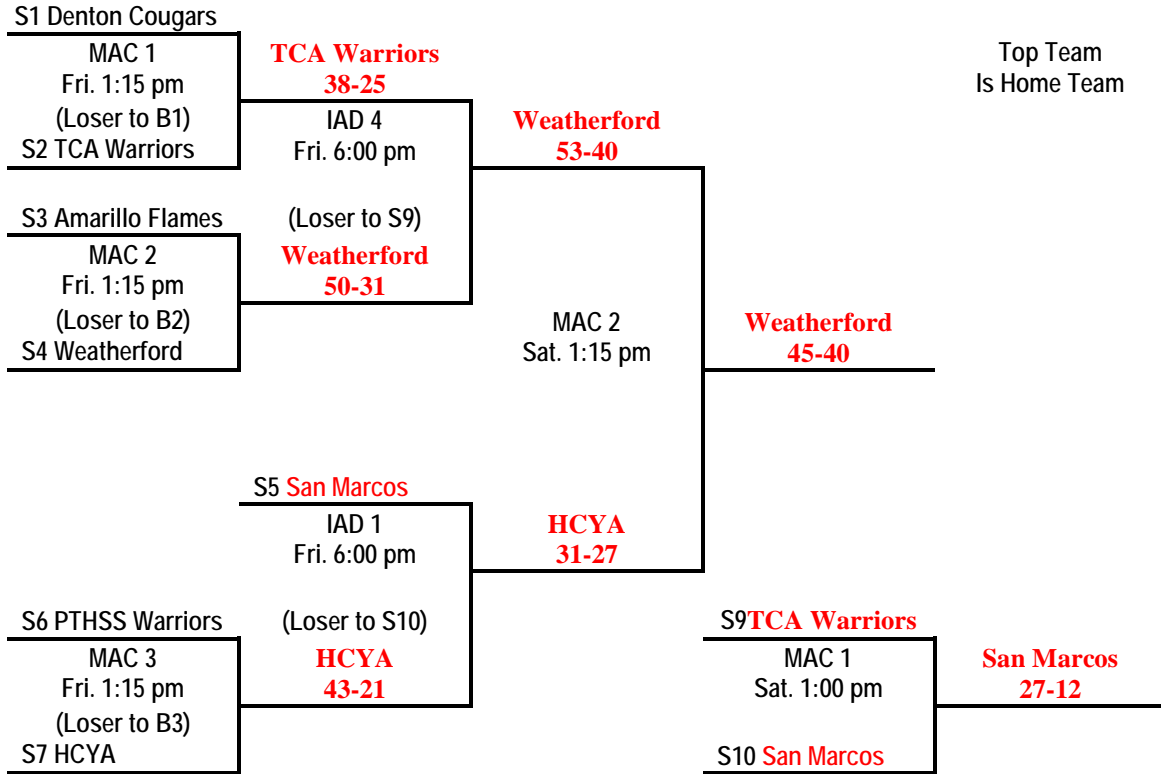 S1 Denton Cougars
MAC 1
Fri. 1:15 pm
(Loser to B1)
S2 TCA Warriors
TCA Warriors
38-25
IAD 4
Fri. 6:00 pm
(Loser to S9)
S3 Amarillo Flames
MAC 2
Fri. 1:15 pm
(Loser to B2)
S4 Weatherford
Weatherford
50-31
Weatherford
53-40
MAC 2
Sat. 1:15 pm
Weatherford
45-40
Top Team
Is Home Team
S5 San Marcos
IAD 1
Fri. 6:00 pm
(Loser to S10)
HCYA
31-27
S6 PTHSS Warriors
MAC 3
Fri. 1:15 pm
(Loser to B3)
S7 HCYA
HCYA
43-21
S9TCA Warriors
MAC 1
Sat. 1:00 pm
S10 San Marcos
San Marcos
27-12